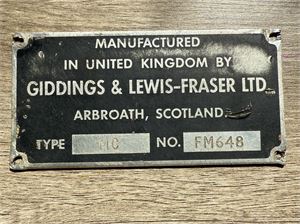 MANUFACTURED
IN UNITED KINGDOM BY
GIDDINGS & LEWIS-FRASER LTD.
ARBROATH, SCOTLAND
TYPE NO. FM648